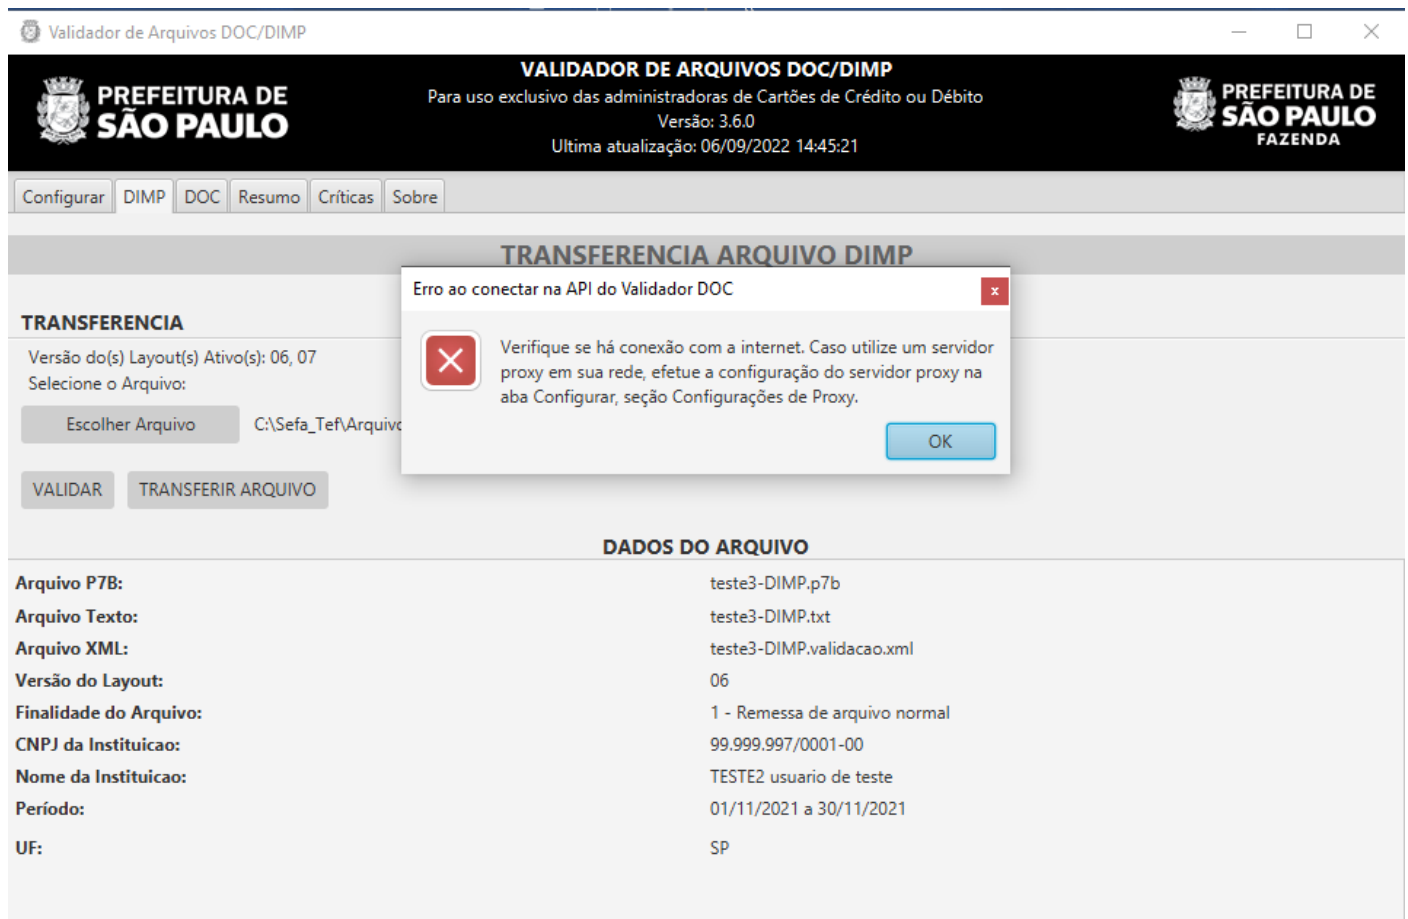 Validador de Arquivos DOC/DIMP
PREFEITURA DE
SÃO PAULO
VALIDADOR DE ARQUIVOS DOC/DIMP
Para uso exclusivo das administradoras de Cartões de Crédito ou Débito
Versão: 3.6.0
Ultima atualização: 06/09/2022 14:45:21
PREFEITURA DE
SÃO PAULO
FAZENDA
Configurar DIMP DOC Resumo Críticas Sobre
TRANSFERENCIA ARQUIVO DIMP
Erro ao conectar na API do Validador DOC
x
Verifique se há conexão com a internet. Caso utilize um servidor
proxy em sua rede, efetue a configuração do servidor proxy na
aba Configurar, seção Configurações de Proxy.
OK
TRANSFERENCIA
Versão do(s) Layout(s) Ativo(s): 06, 07
Selecione o Arquivo:
Escolher Arquivo C:\Sefa_Tef\Arquivo
VALIDAR TRANSFERIR ARQUIVO
DADOS DO ARQUIVO
Arquivo P7B: teste3-DIMP.p7b
Arquivo Texto: teste3-DIMP.txt
Arquivo XML: teste3-DIMP.validacao.xml
Versão do Layout: 06
Finalidade do Arquivo: 1 - Remessa de arquivo normal
CNPJ da Instituicao: 99.999.997/0001-00
Nome da Instituicao: TESTE2 usuario de teste
Período: 01/11/2021 a 30/11/2021
UF: SP